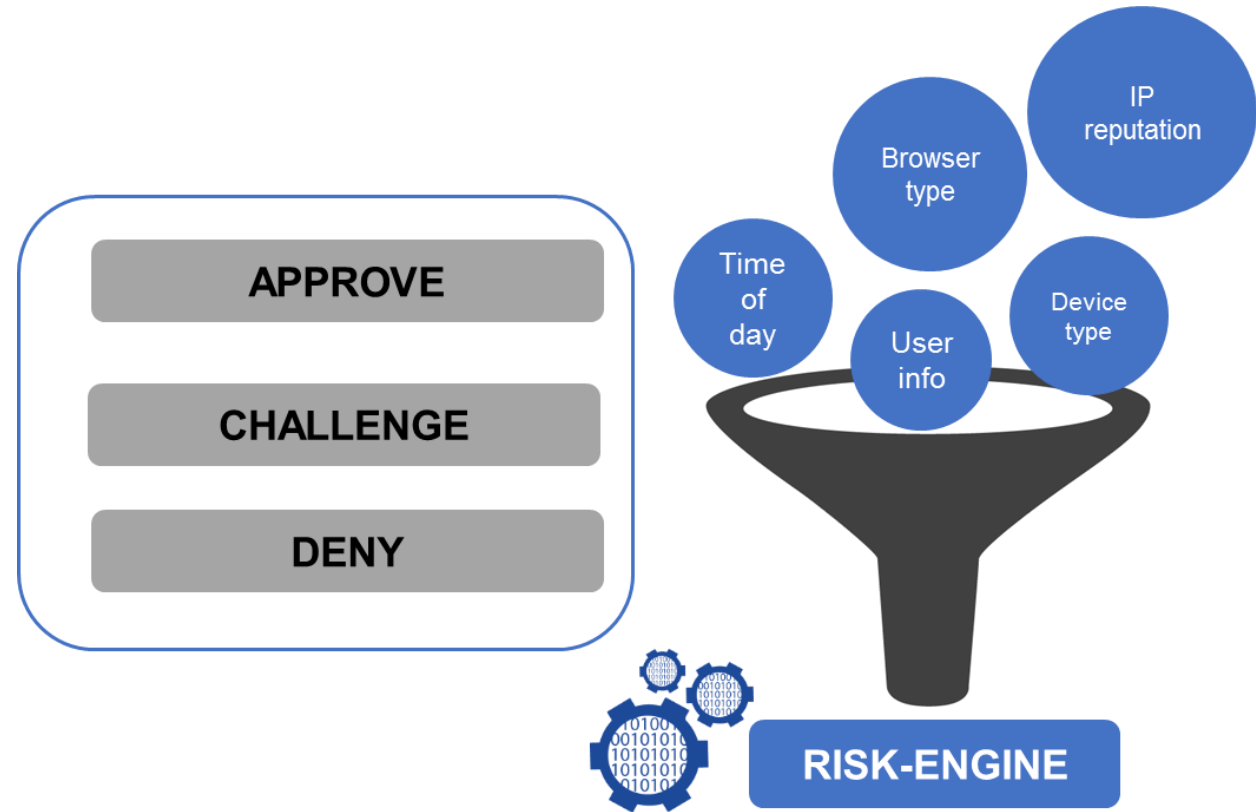 APPROVE
CHALLENGE
DENY
IP
reputation
Browser
type
Time
of
day
User
info
Device
type
RISK-ENGINE